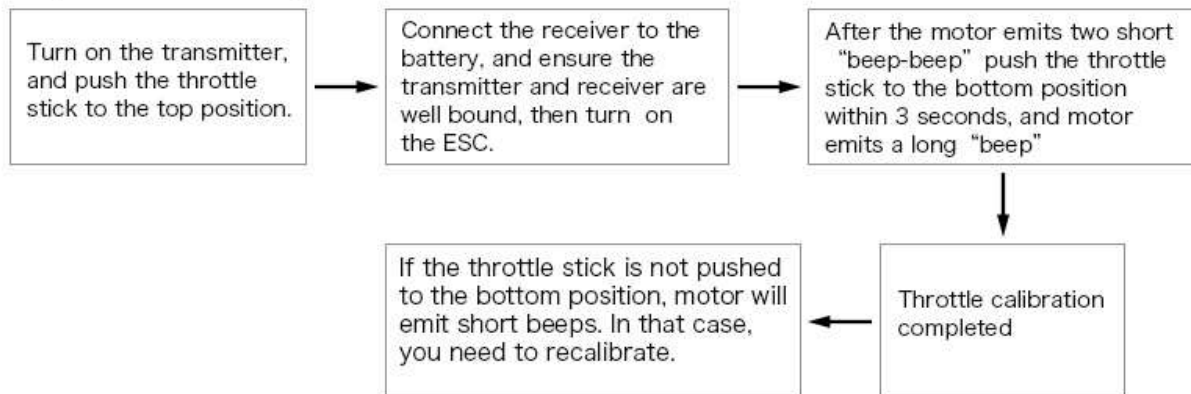 Turn on the transmitter,
and push the throttle
stick to the top position.
Connect the receiver to the
battery, and ensure the
transmitter and receiver are
well bound, then turn on
the ESC.
After the motor emits two short
“beep-beep” push the throttle
stick to the bottom position
within 3 seconds, and motor
emits a long “beep”
Throttle calibration
completed
If the throttle stick is not pushed
to the bottom position, motor will
emit short beeps. In that case,
you need to recalibrate.